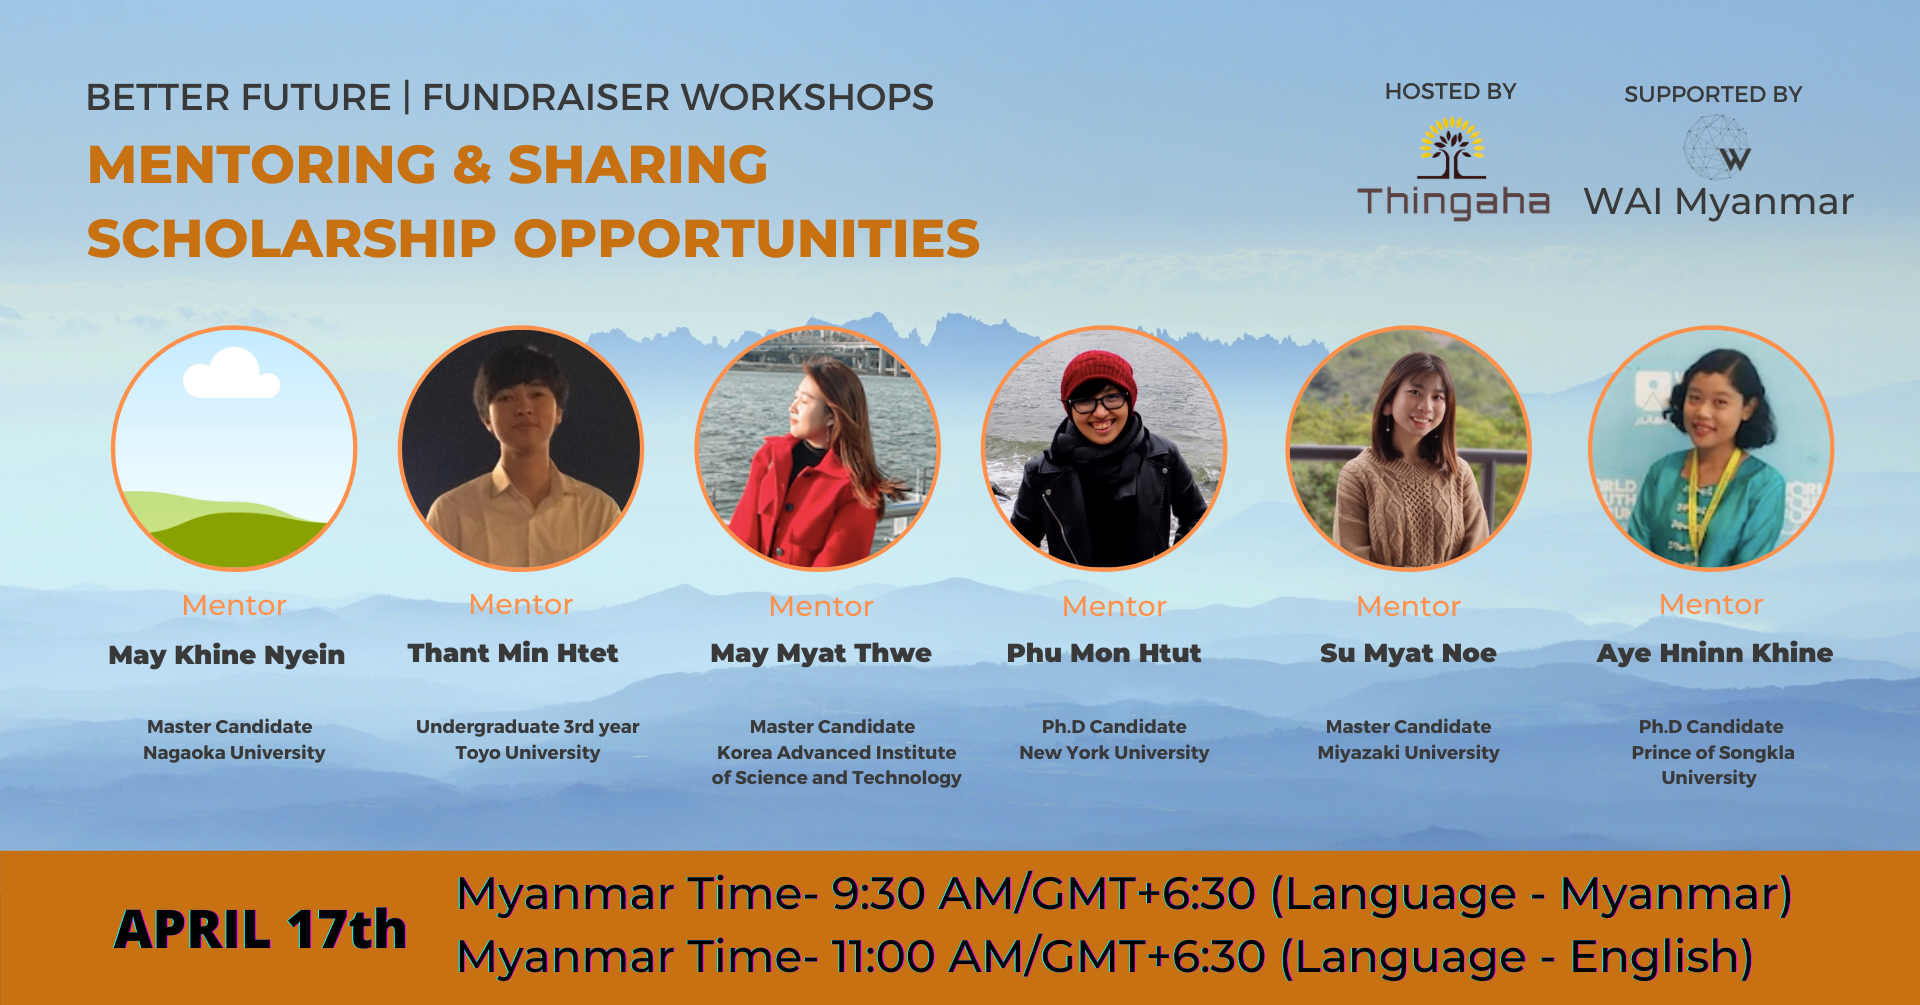 BETTER FUTURE | FUNDRAISER WORKSHOPS
MENTORING & SHARING
SCHOLARSHIP OPPORTUNITIES
HOSTED BY
Thingaha
SUPPORTED BY
W
WAI Myanmar
Mentor
May Khine Nyein
Master Candidate
Nagaoka University
Mentor
Thant Min Htet
Undergraduate 3rd year
Toyo University
Mentor
May Myat Thwe
Master Candidate
Korea Advanced Institute
of Science and Technology
Mentor
Phu Mon Htut
Ph.D Candidate
New York University
Mentor
Su Myat Noe
Master Candidate
Miyazaki University
Mentor
Aye Hninn Khine
Ph.D Candidate
Prince of Songkla
University
APRIL 17th
Myanmar Time- 9:30 AM/GMT+6:30 (Language - Myanmar)
Myanmar Time- 11:00 AM/GMT+6:30 (Language - English)